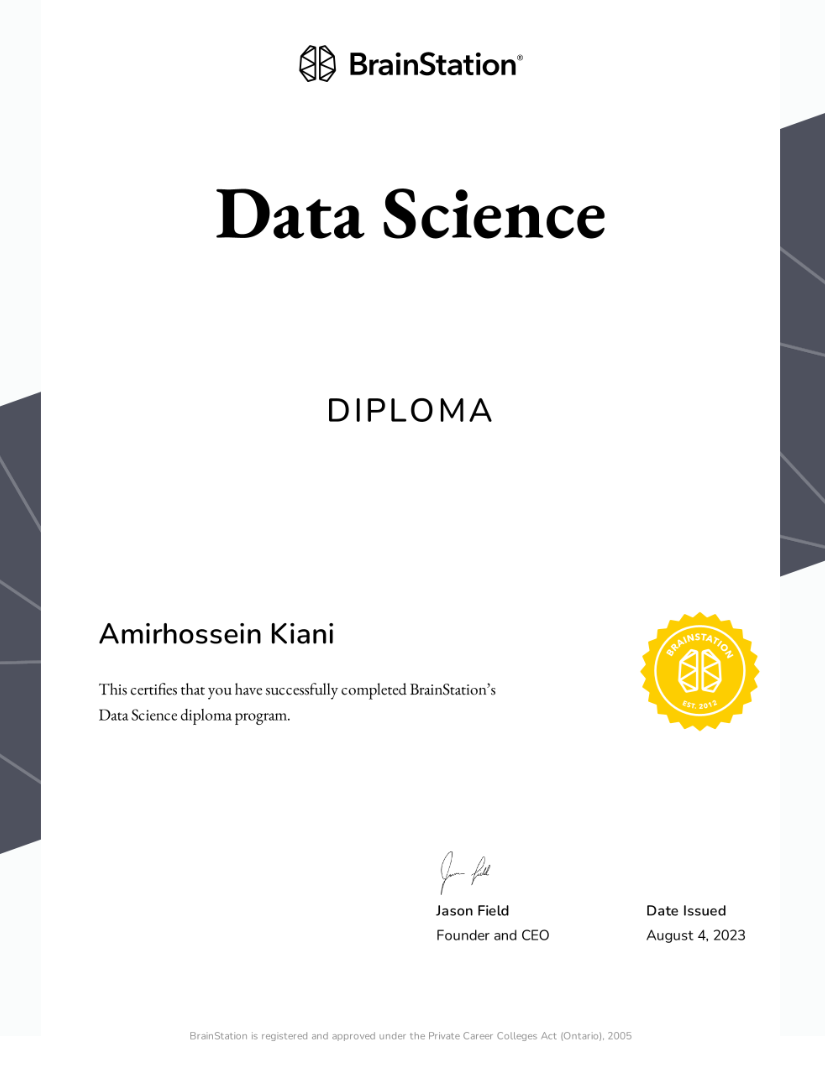 BrainStation®
Data Science
DIPLOMA
Amirhossein Kiani
This certifies that you have successfully completed BrainStation’s
Data Science diploma program.
BRAINSTATION
EST. 2012
Jason Field
Founder and CEO
Date Issued
August 4, 2023
BrainStation is registered and approved under the Private Career Colleges Act (Ontario), 2005